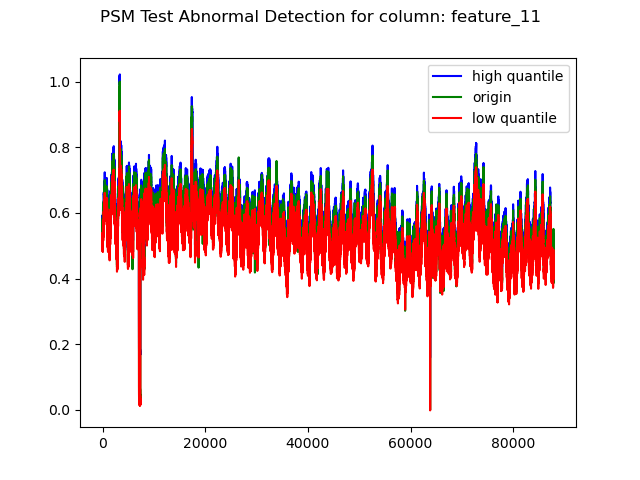 PSM Test Abnormal Detection for column: feature_11
high quantile
origin
low quantile
1.0
0.8
0.6
0.4
0.2
0.0
0 20000 40000 60000 80000